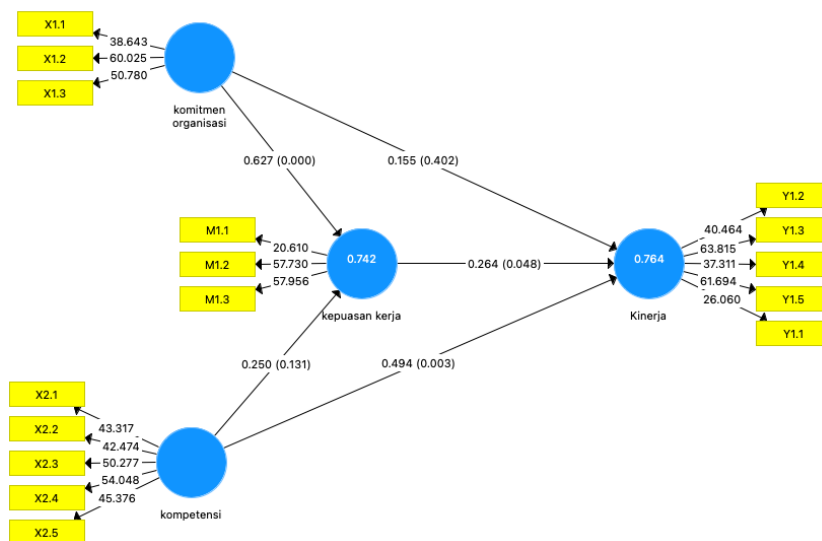 X1.1
38.643
X1.2
60.025
X1.3
50.780
komitmen
organisasi
0.627 (0.000)
0.155 (0.402)
M1.1
20.610
M1.2
57.730
M1.3
57.956
0.742
kepuasan kerja
0.264 (0.048)
0.764
Kinerja
40.464
Y1.2
63.815
Y1.3
37.311
Y1.4
61.694
Y1.5
26.060
Y1.1
0.250 (0.131)
0.494 (0.003)
X2.1
43.317
X2.2
42.474
X2.3
50.277
X2.4
54.048
X2.5
45.376
kompetensi